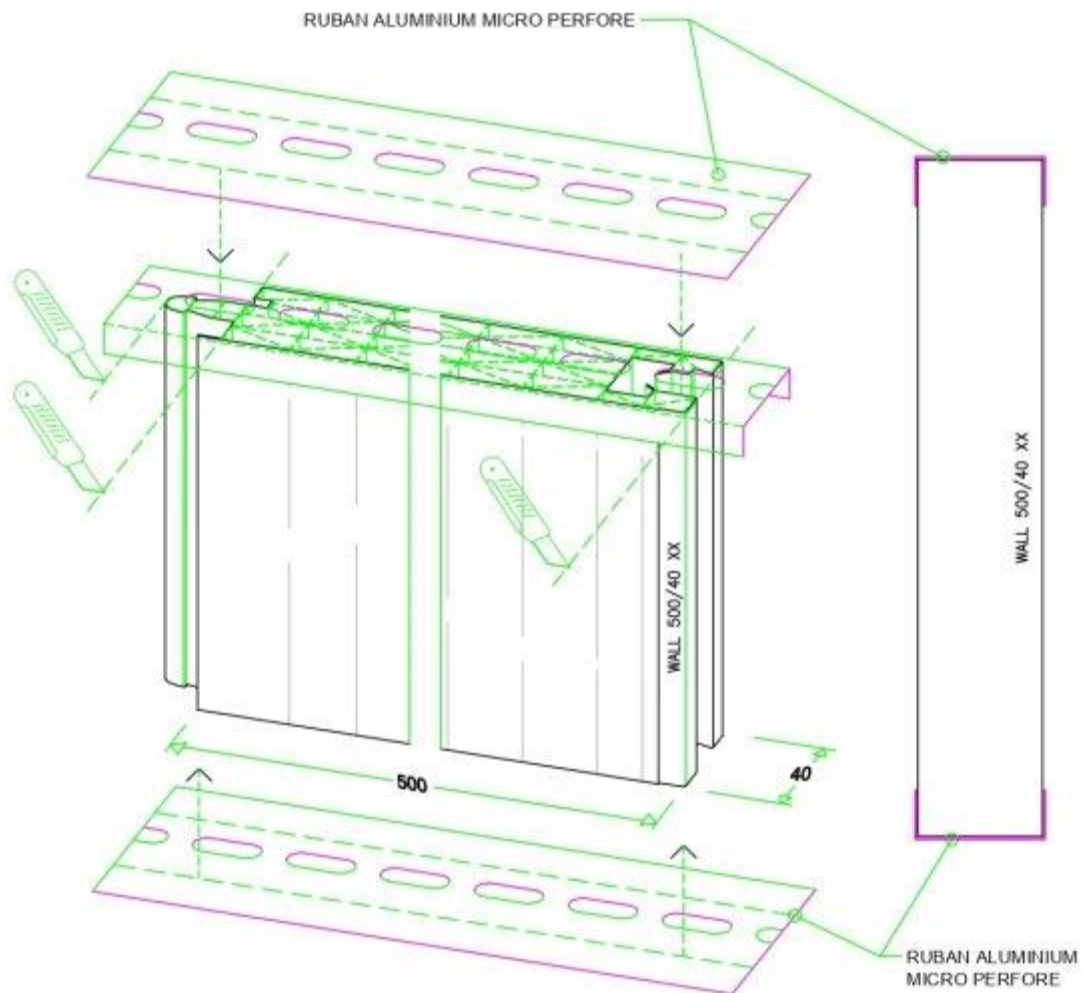 RUBAN ALUMINIUM MICRO PERFORE
WALL 500/40 XX
WALL 500/40 XX
500
40
RUBAN ALUMINIUM
MICRO PERFORE